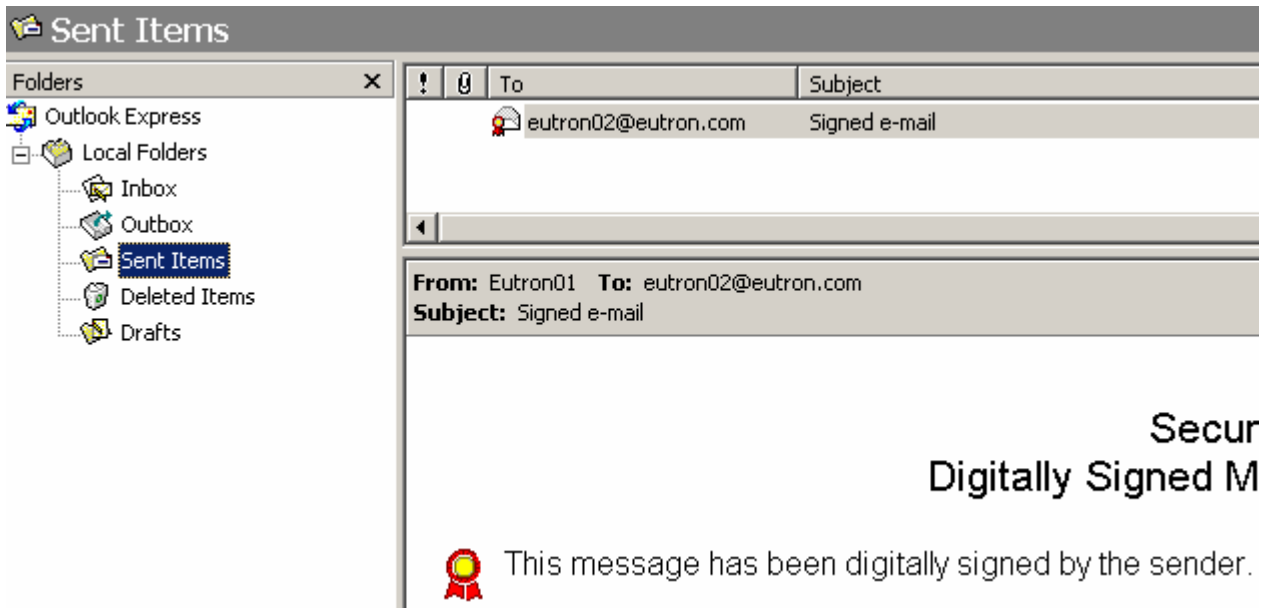 Sent Items
Folders
Outlook Express
Local Folders
Inbox
Outbox
Sent Items
Deleted Items
Drafts
! To Subject
eutron02@eutron.com Signed e-mail
From: Eutron01 To: eutron02@eutron.com
Subject: Signed e-mail
Secur
Digitally Signed M
This message has been digitally signed by the sender.